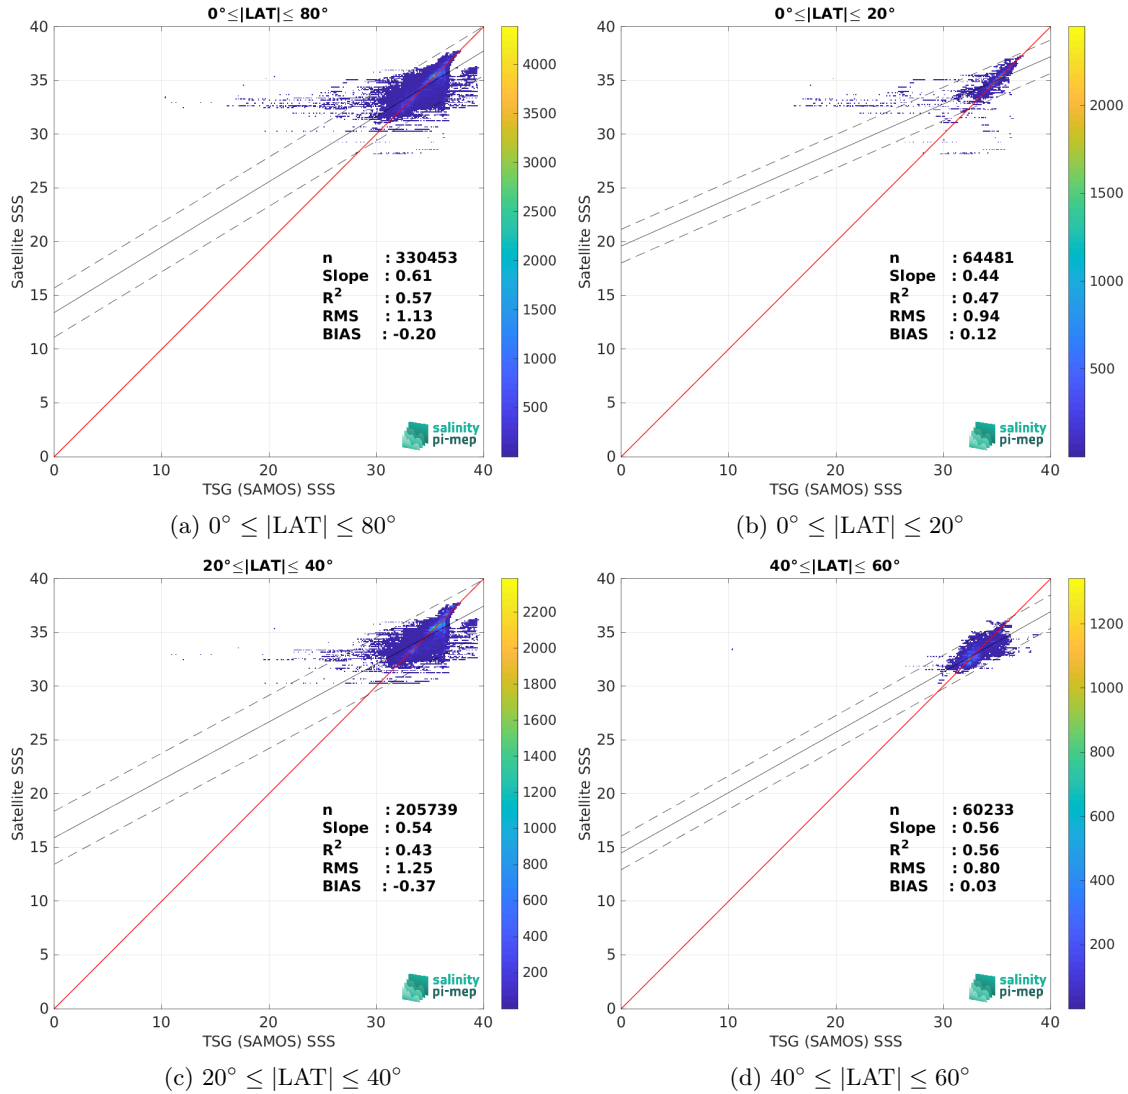 0°≤|LAT|≤ 80°
40
35
30
25
20
15
10
5
0
Satellite SSS
n : 330453
Slope : 0.61
R² : 0.57
RMS : 1.13
BIAS : -0.20
salinity
pi-mep
0 10 20 30 40
TSG (SAMOS) SSS
4000
3500
3000
2500
2000
1500
1000
500
(a) 0° ≤ |LAT| ≤ 80°
0°≤|LAT|≤ 20°
40
35
30
25
20
15
10
5
0
Satellite SSS
n : 64481
Slope : 0.44
R² : 0.47
RMS : 0.94
BIAS : 0.12
salinity
pi-mep
0 10 20 30 40
TSG (SAMOS) SSS
2000
1500
1000
500
(b) 0° ≤ |LAT| ≤ 20°
20°≤|LAT|≤ 40°
40
35
30
25
20
15
10
5
0
Satellite SSS
n : 205739
Slope : 0.54
R² : 0.43
RMS : 1.25
BIAS : -0.37
salinity
pi-mep
0 10 20 30 40
TSG (SAMOS) SSS
2200
2000
1800
1600
1400
1200
1000
800
600
400
200
(c) 20° ≤ |LAT| ≤ 40°
40°≤|LAT|≤ 60°
40
35
30
25
20
15
10
5
0
Satellite SSS
n : 60233
Slope : 0.56
R² : 0.56
RMS : 0.80
BIAS : 0.03
salinity
pi-mep
0 10 20 30 40
TSG (SAMOS) SSS
1200
1000
800
600
400
200
(d) 40° ≤ |LAT| ≤ 60°